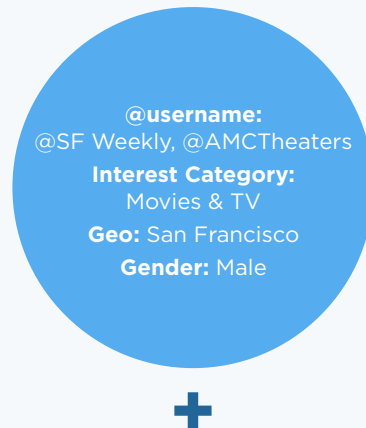 @username:
@SF Weekly, @AMCTheaters
Interest Category:
Movies & TV
Geo: San Francisco
Gender: Male
+